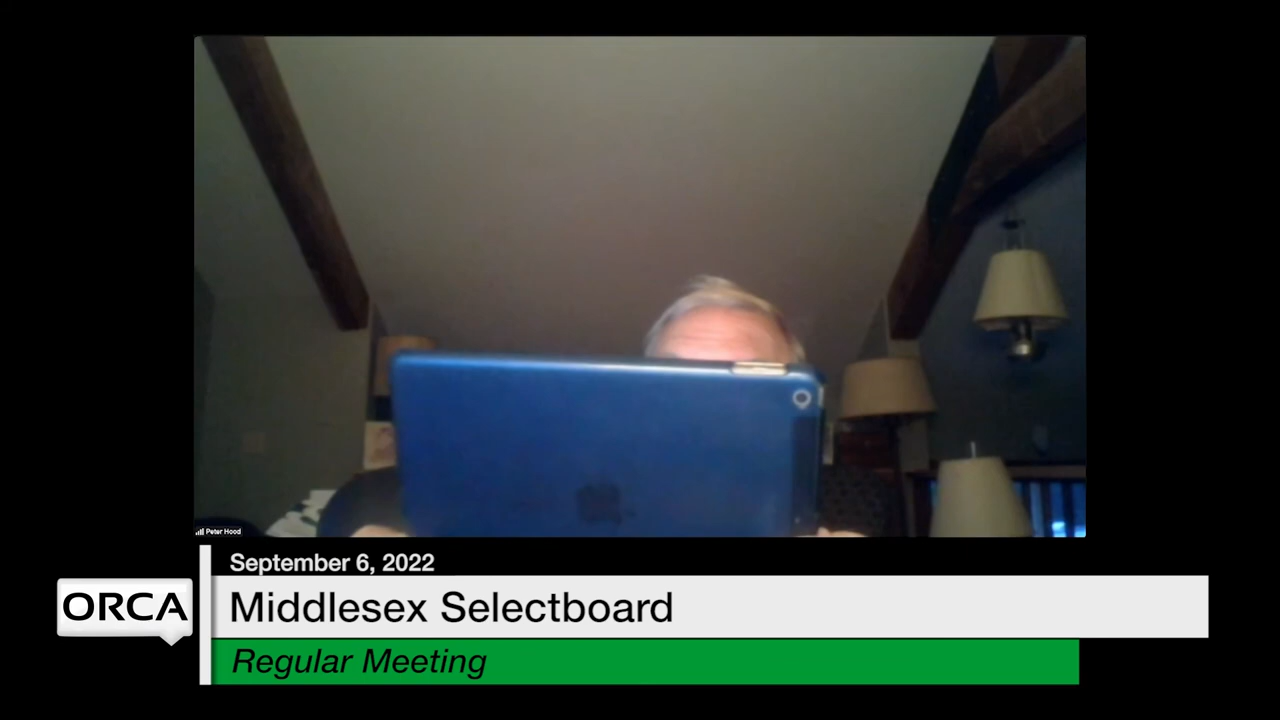 Peter Hood
September 6, 2022
ORCA
Middlesex Selectboard
Regular Meeting